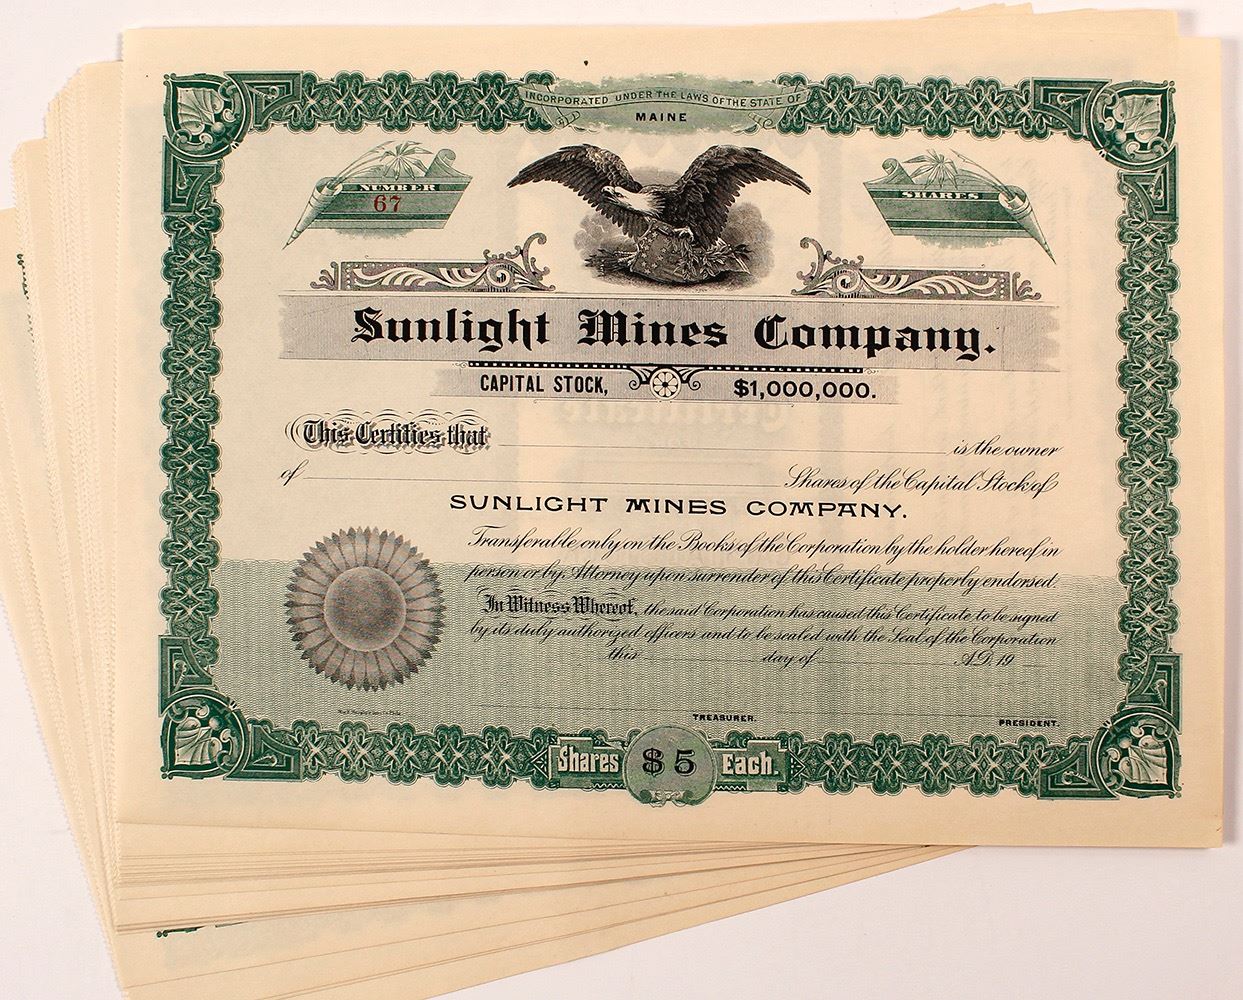 INCORPORATED UNDER THE LAWS OF THE STATE OF
MAINE
NUMBER
67
SHARES
Sunlight Mines Company.
CAPITAL STOCK, $1,000,000.
This Certifies that is the owner
of Shares of the Capital Stock of
SUNLIGHT MINES COMPANY.
Transferable only on the Books of the Corporation by the holder hereof in
person or by Attorney upon surrender of this Certificate properly endorsed.
In Witness Whereof, the said Corporation has caused this Certificate to be signed
by its duly authorized officers and to be sealed with the Seal of the Corporation
this day of A.D. 19
TREASURER. PRESIDENT.
Shares $5 Each.